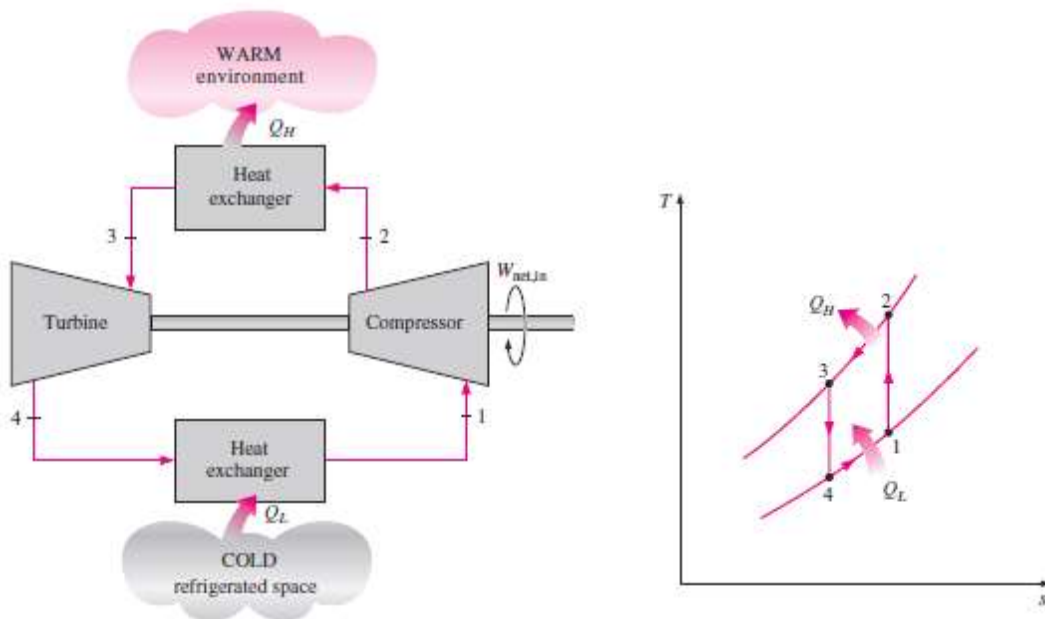 WARM
environment
Q_H
Heat
exchanger
3
2
W_net,in
Turbine
Compressor
4
1
Heat
exchanger
Q_L
COLD
refrigerated space
T
Q_H
2
3
1
4
Q_L
s